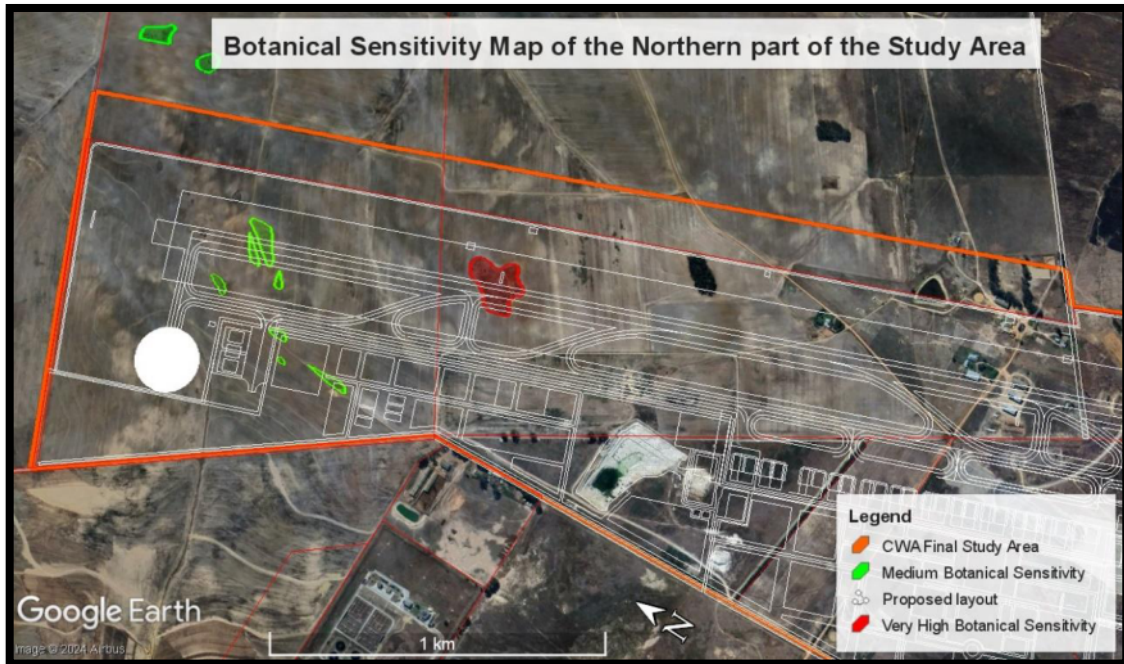 Botanical Sensitivity Map of the Northern part of the Study Area
Legend
CWA Final Study Area
Medium Botanical Sensitivity
Proposed layout
Very High Botanical Sensitivity
Google Earth
Image © 2024 Airbus
1 km
N